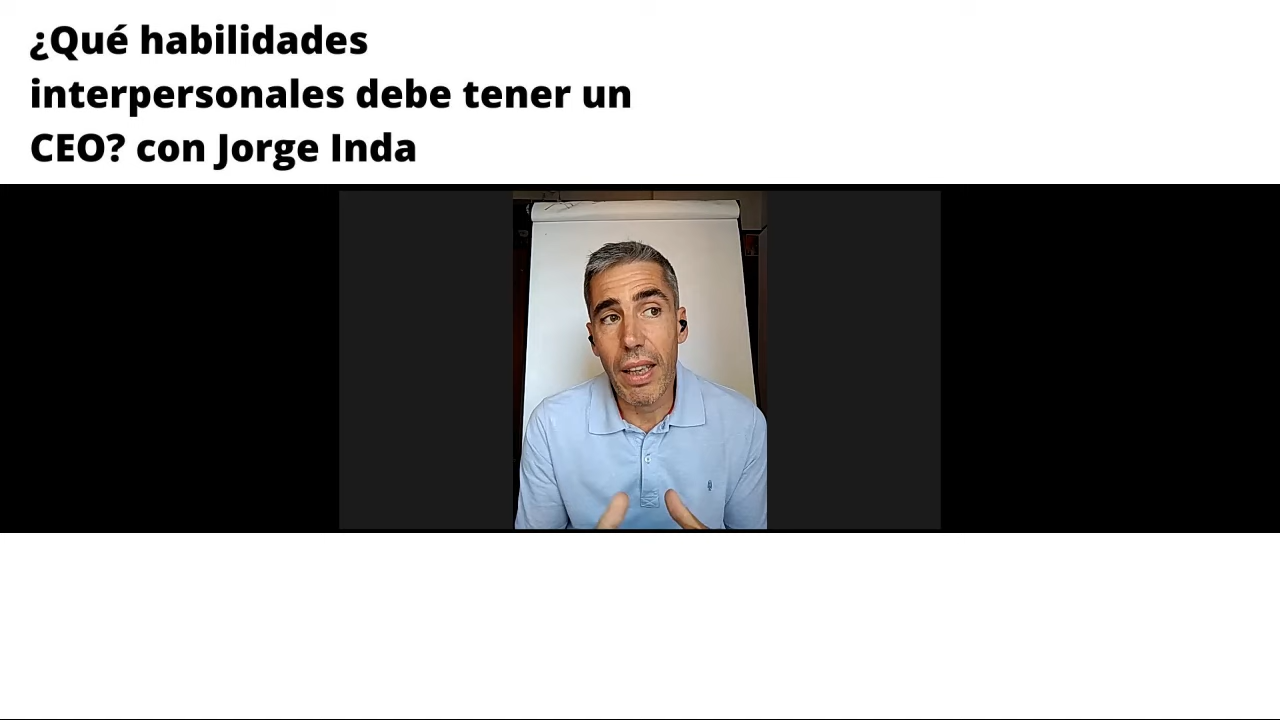 ¿Qué habilidades
interpersonales debe tener un
CEO? con Jorge Inda